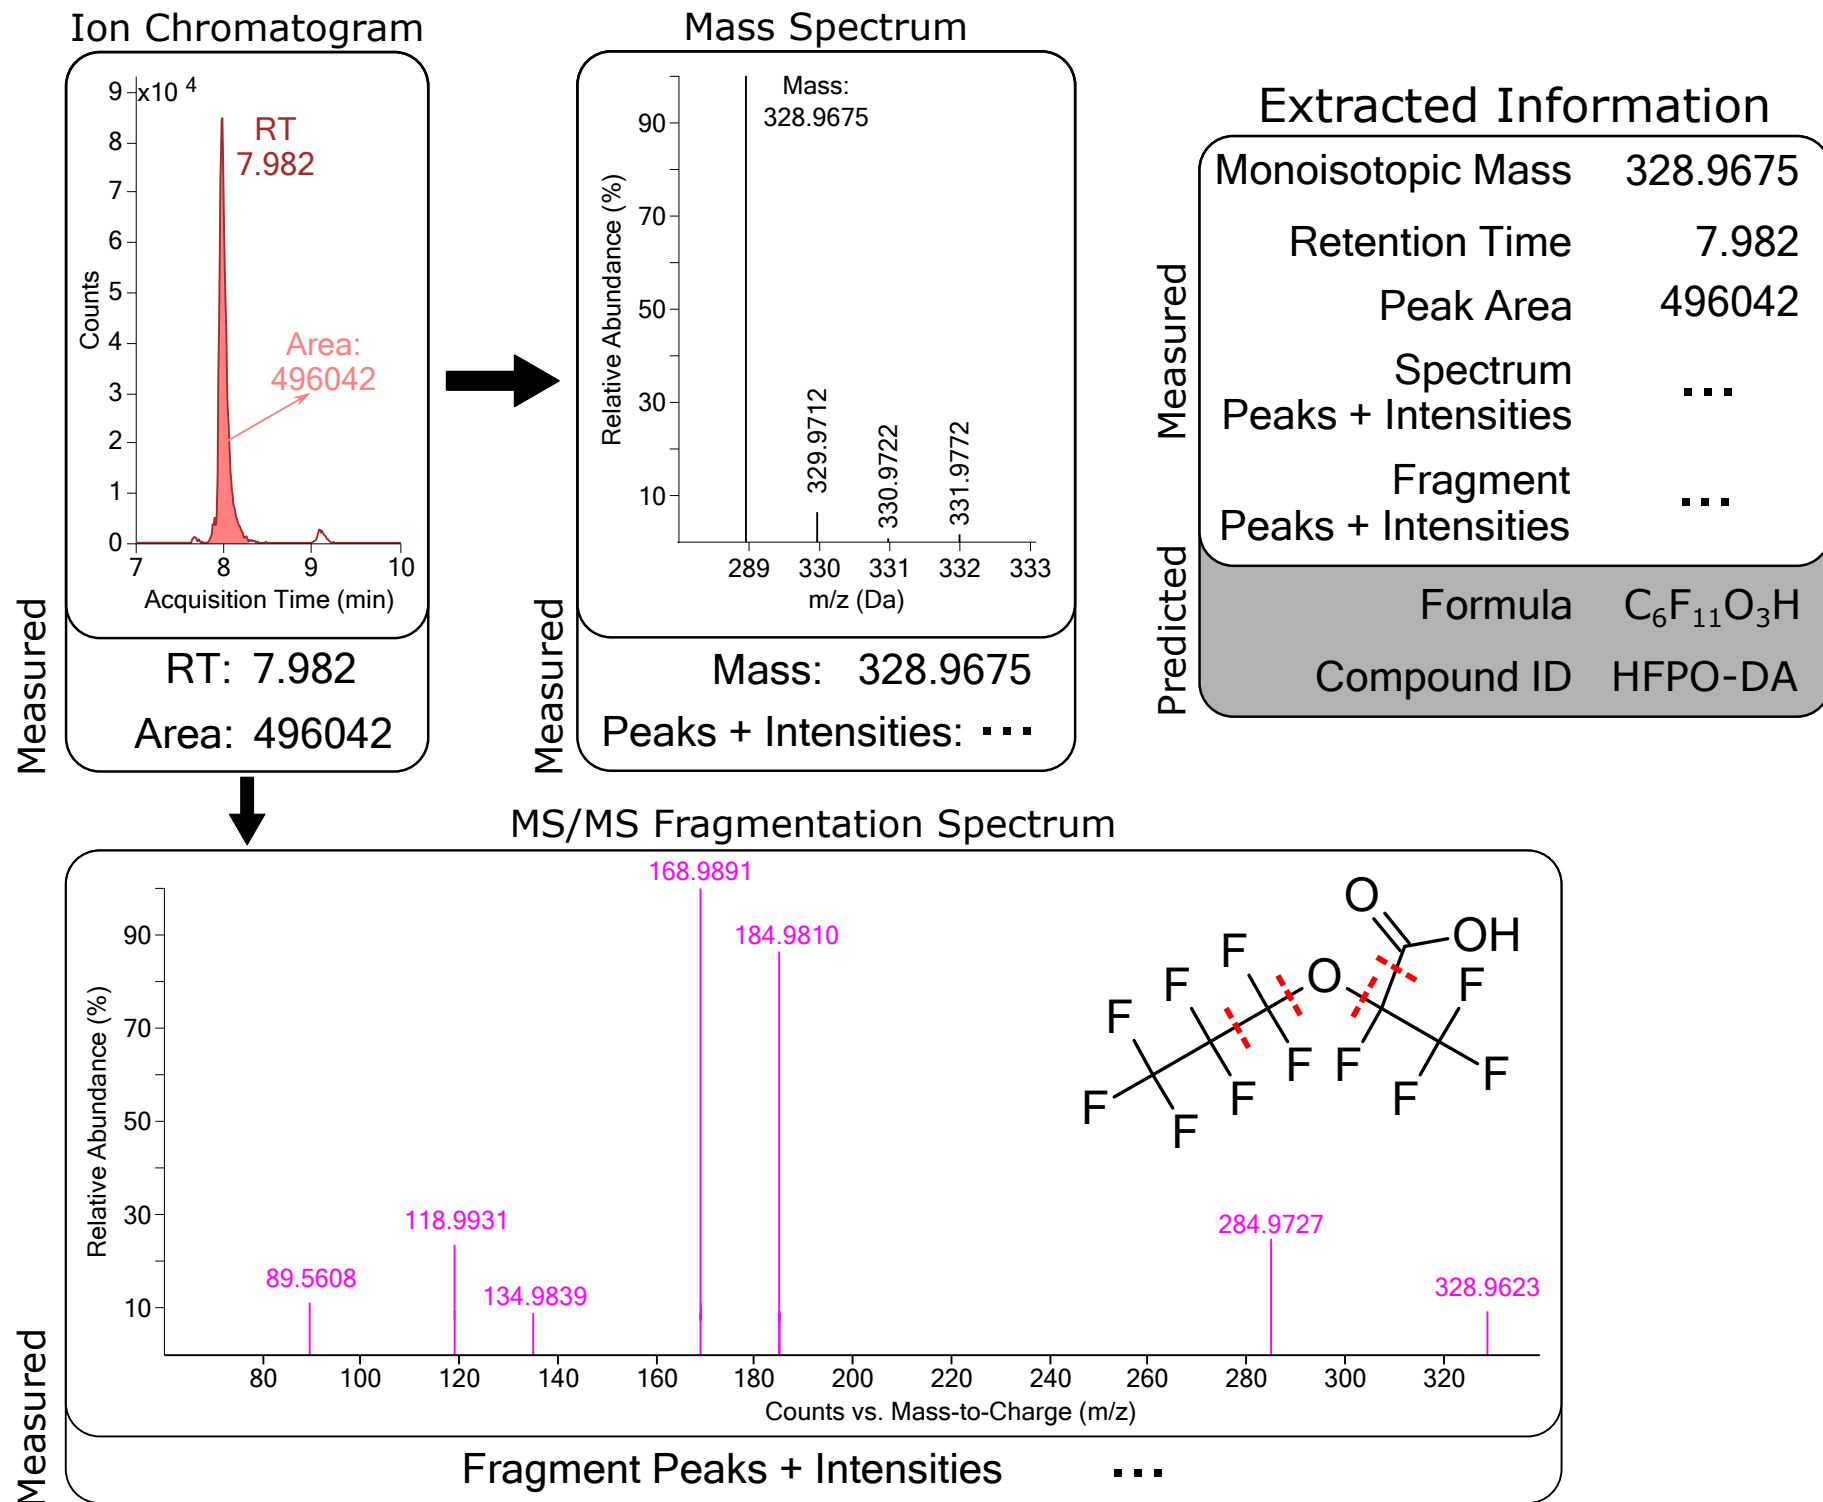 Ion Chromatogram
9
x10 4
8
7
6
5
4
3
2
1
0
Counts
RT
7.982
Area:
496042
7 8 9 10
Acquisition Time (min)
Measured
RT: 7.982
Area: 496042
Mass Spectrum
90
70
50
30
10
Relative Abundance (%)
Mass:
328.9675
329.9712
330.9722
331.9772
289 330 331 332 333
m/z (Da)
Measured
Mass: 328.9675
Peaks + Intensities: ...
Extracted Information
Measured
Monoisotopic Mass 328.9675
Retention Time 7.982
Peak Area 496042
Spectrum
Peaks + Intensities ...
Fragment
Peaks + Intensities ...
Predicted
Formula C₆F₁₁O₃H
Compound ID HFPO-DA
MS/MS Fragmentation Spectrum
90
70
50
30
10
Relative Abundance (%)
89.5608
118.9931
134.9839
168.9891
184.9810
284.9727
328.9623
O
OH
F
O
F
F
F
F
F
F
F
F
F
F
80 100 120 140 160 180 200 220 240 260 280 300 320
Counts vs. Mass-to-Charge (m/z)
Measured
Fragment Peaks + Intensities ...